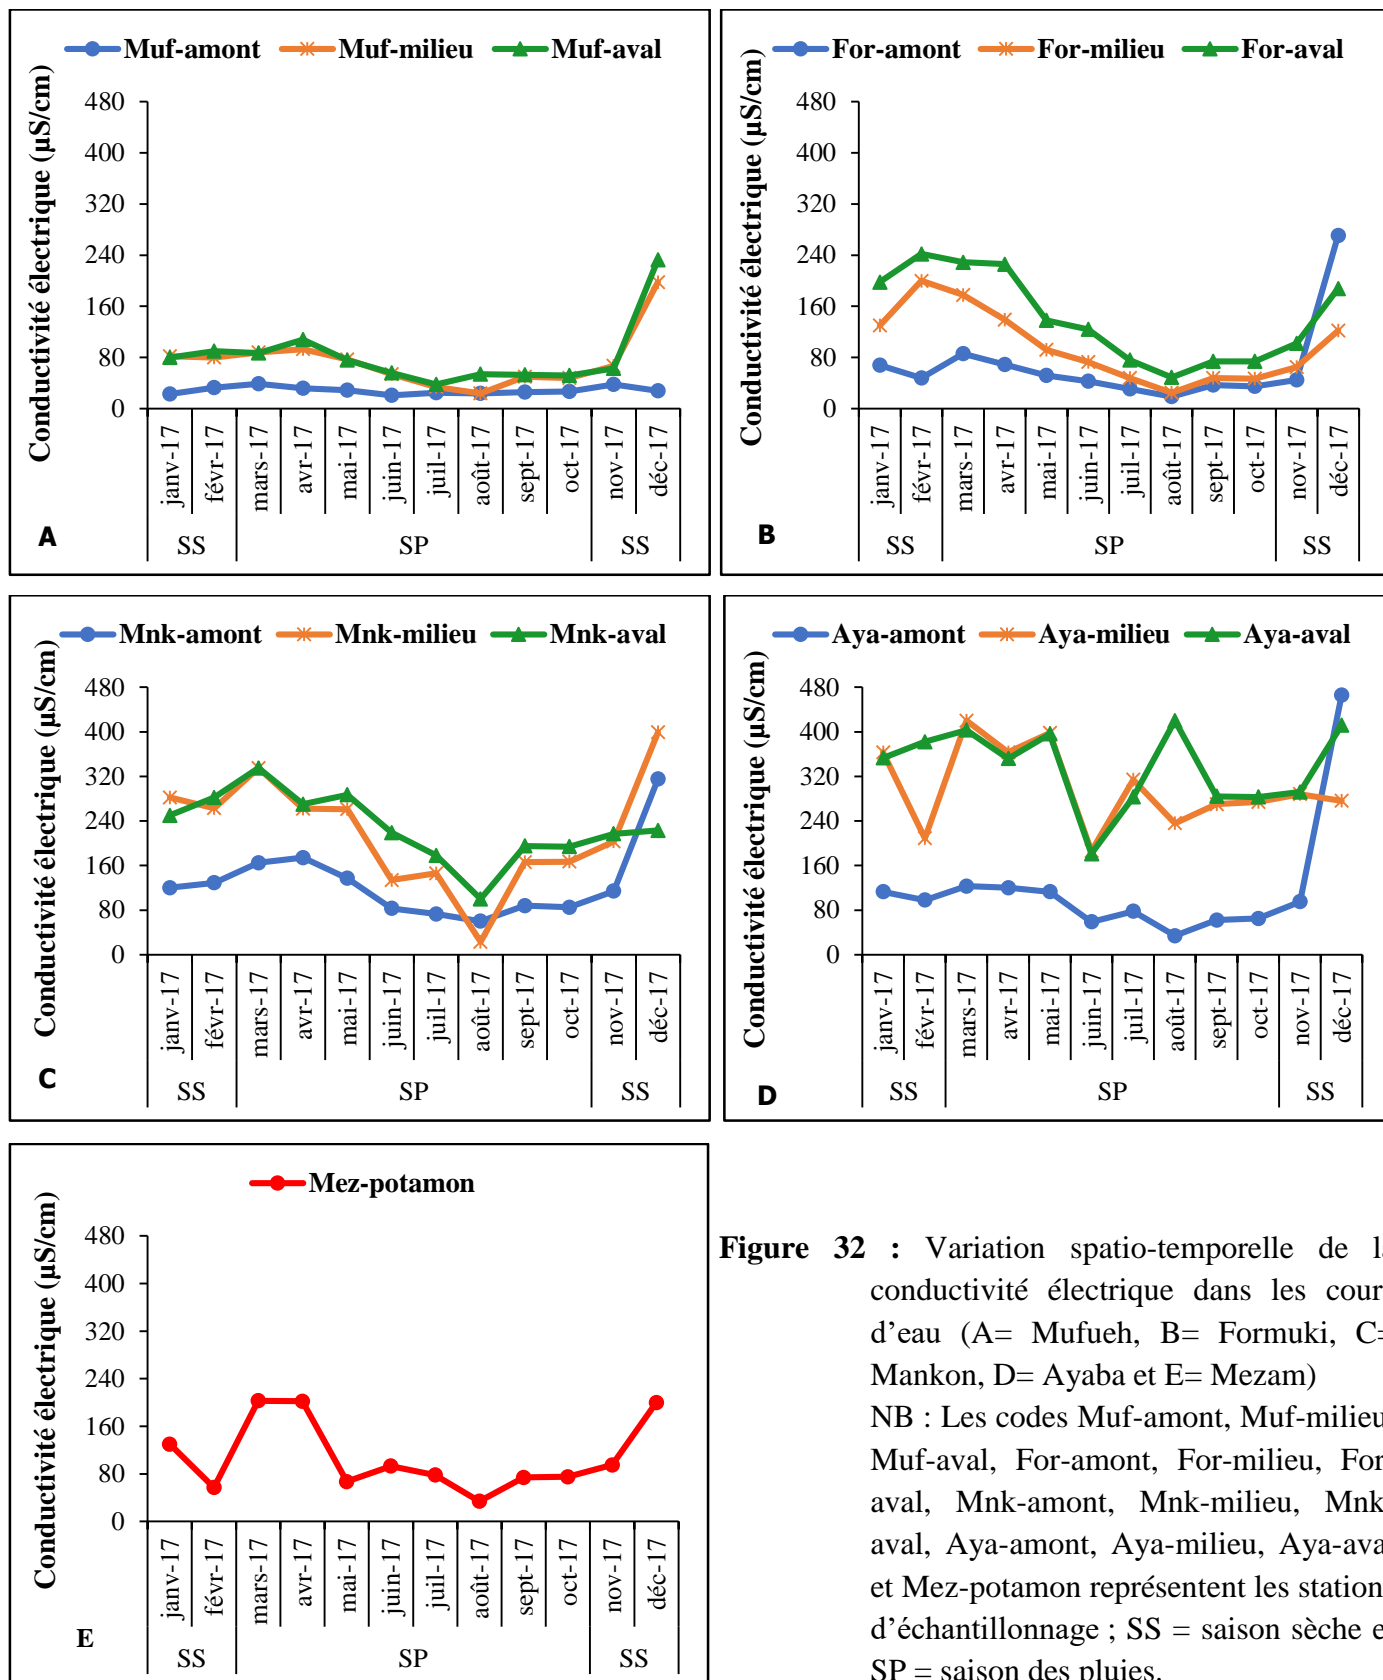 Muf-amont Muf-milieu Muf-aval
Conductivité électrique (µS/cm)
480
400
320
240
160
80
0
janv-17 févr-17 mars-17 avr-17 mai-17 juin-17 juil-17 août-17 sept-17 oct-17 nov-17 déc-17
SS SP SS
A
For-amont For-milieu For-aval
Conductivité électrique (µS/cm)
480
400
320
240
160
80
0
janv-17 févr-17 mars-17 avr-17 mai-17 juin-17 juil-17 août-17 sept-17 oct-17 nov-17 déc-17
SS SP SS
B
Mnk-amont Mnk-milieu Mnk-aval
Conductivité électrique (µS/cm)
480
400
320
240
160
80
0
janv-17 févr-17 mars-17 avr-17 mai-17 juin-17 juil-17 août-17 sept-17 oct-17 nov-17 déc-17
SS SP SS
C
Aya-amont Aya-milieu Aya-aval
Conductivité électrique (µS/cm)
480
400
320
240
160
80
0
janv-17 févr-17 mars-17 avr-17 mai-17 juin-17 juil-17 août-17 sept-17 oct-17 nov-17 déc-17
SS SP SS
D
Mez-potamon
Conductivité électrique (µS/cm)
480
400
320
240
160
80
0
janv-17 févr-17 mars-17 avr-17 mai-17 juin-17 juil-17 août-17 sept-17 oct-17 nov-17 déc-17
SS SP SS
E
Figure 32 : Variation spatio-temporelle de
conductivité électrique dans les cour
d’eau (A= Mufueh, B= Formuki, C=
Mankon, D= Ayaba et E= Mezam)
NB : Les codes Muf-amont, Muf-milieu
Muf-aval, For-amont, For-milieu, For-
aval, Mnk-amont, Mnk-milieu, Mnk-
aval, Aya-amont, Aya-milieu, Aya-ava
et Mez-potamon représentent les station
d’échantillonnage ; SS = saison sèche e
SP = saison des pluies.